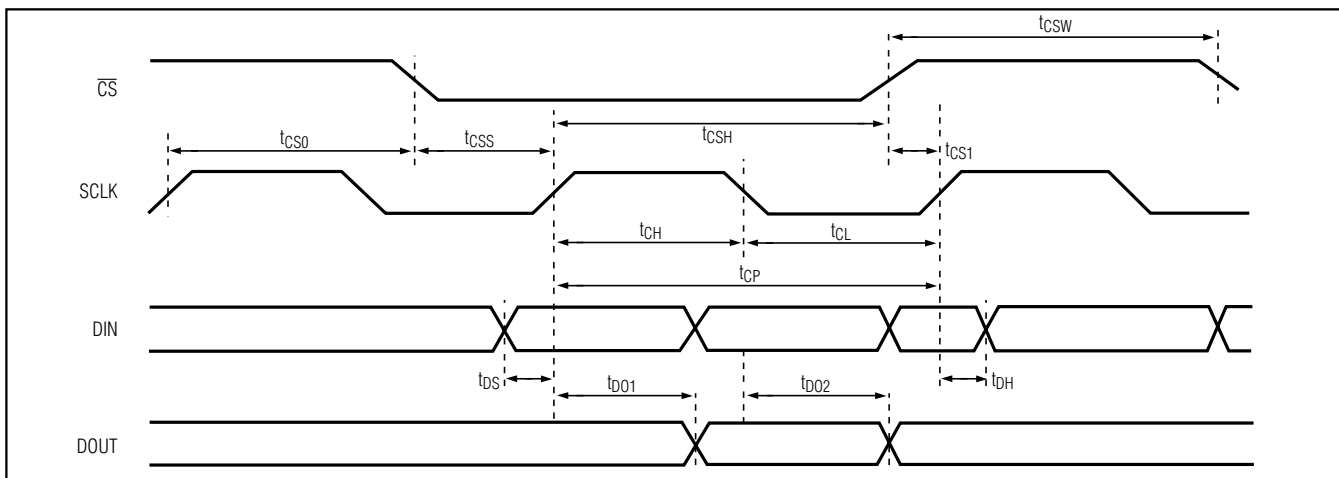 tCSW
CS
tCS0
tCSS
tCSH
tCS1
SCLK
tCH
tCL
tCP
DIN
tDS
tDO1
tDO2
tDH
DOUT